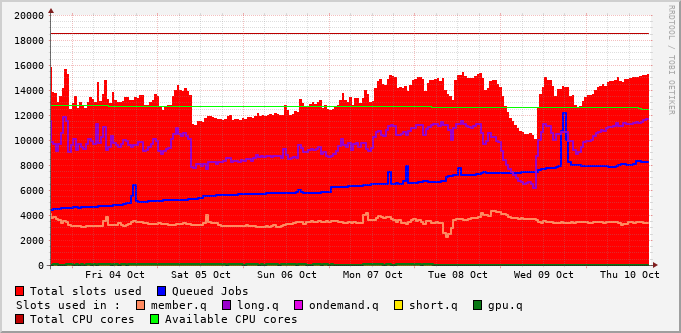 RRDTOOL / TOBI OETIKER
20000
18000
16000
14000
12000
10000
8000
6000
4000
2000
0
Fri 04 Oct Sat 05 Oct Sun 06 Oct Mon 07 Oct Tue 08 Oct Wed 09 Oct Thu 10 Oct
Total slots used Queued Jobs
Slots used in : member.q long.q ondemand.q short.q gpu.q
Total CPU cores Available CPU cores